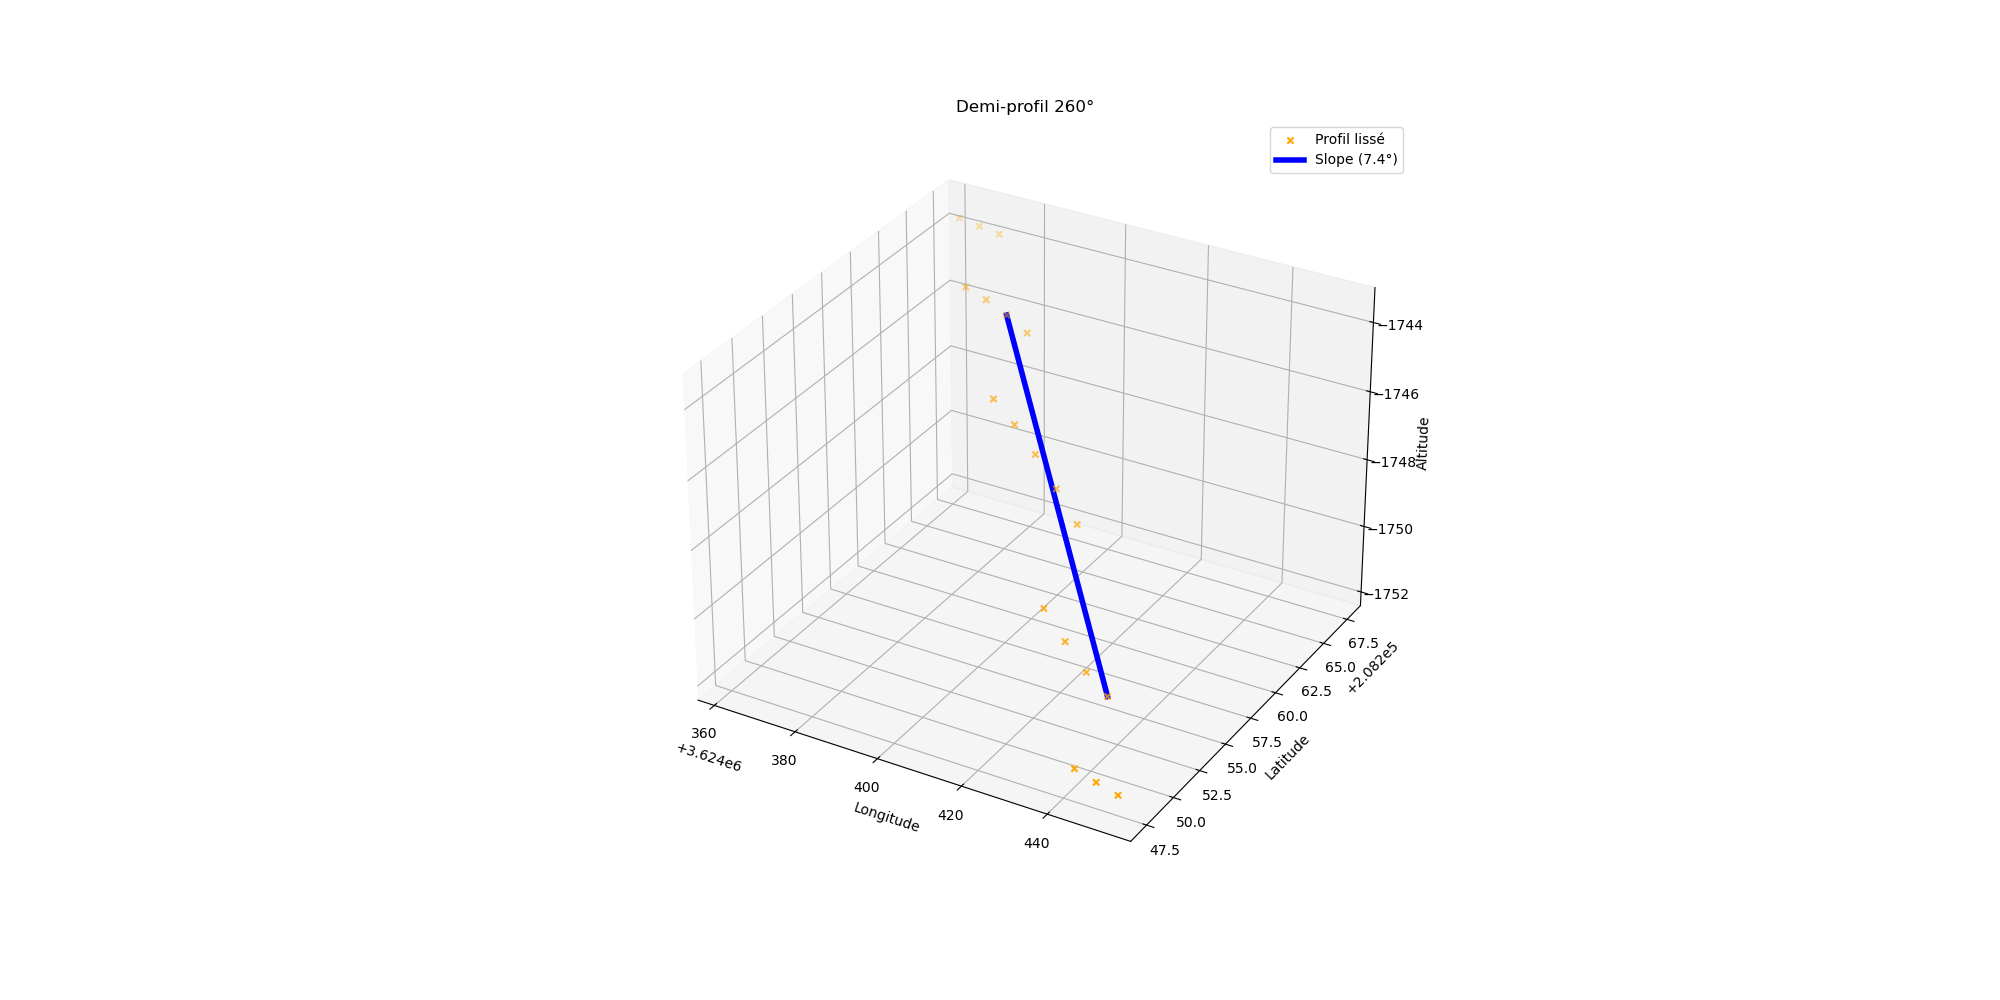 Demi-profil 260°
Profil lissé
Slope (7.4°)
−1744
−1746
−1748
−1750
−1752
Altitude
67.5
65.0
62.5
60.0
57.5
55.0
52.5
50.0
47.5
+2.082e5
Latitude
360
380
400
420
440
+3.624e6
Longitude